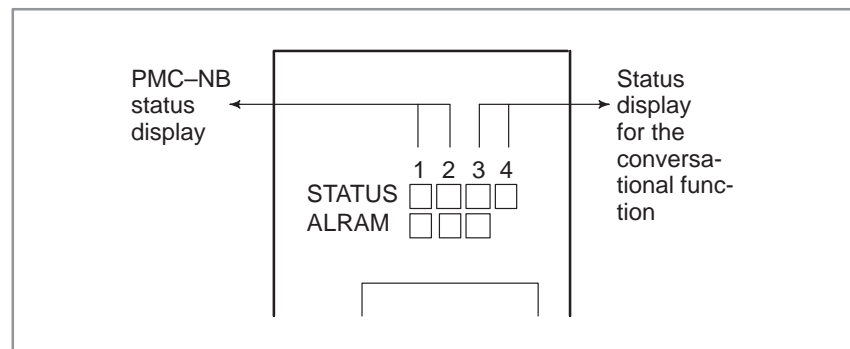 PMC–NB
status
display
Status
display
for the
conversa-
tional func-
tion
1 2 3 4
STATUS
ALRAM